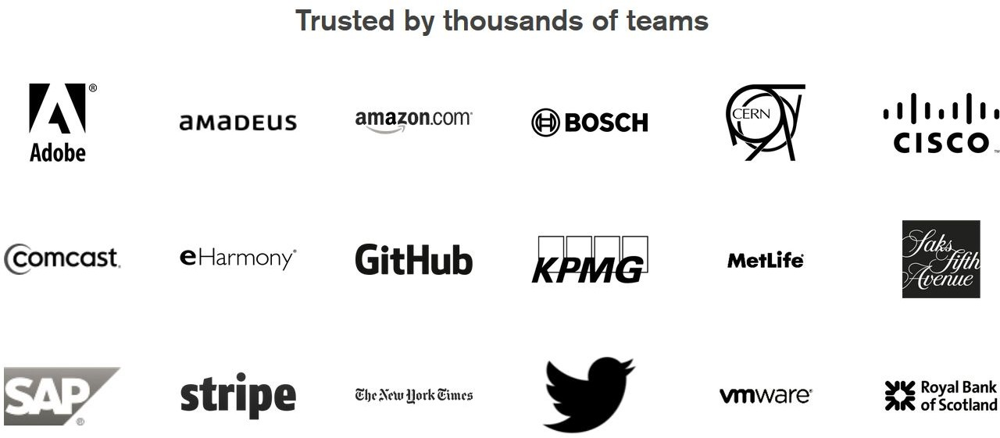 Trusted by thousands of teams
Adobe®
aMaDEUS
amazon.com®
BOSCH
CERN
CISCO™
comcast®
eHarmony®
GitHub
KPMG
MetLife®
Saks
fifth
Avenue
SAP®
stripe
The New York Times
vmware®
Royal Bank
of Scotland